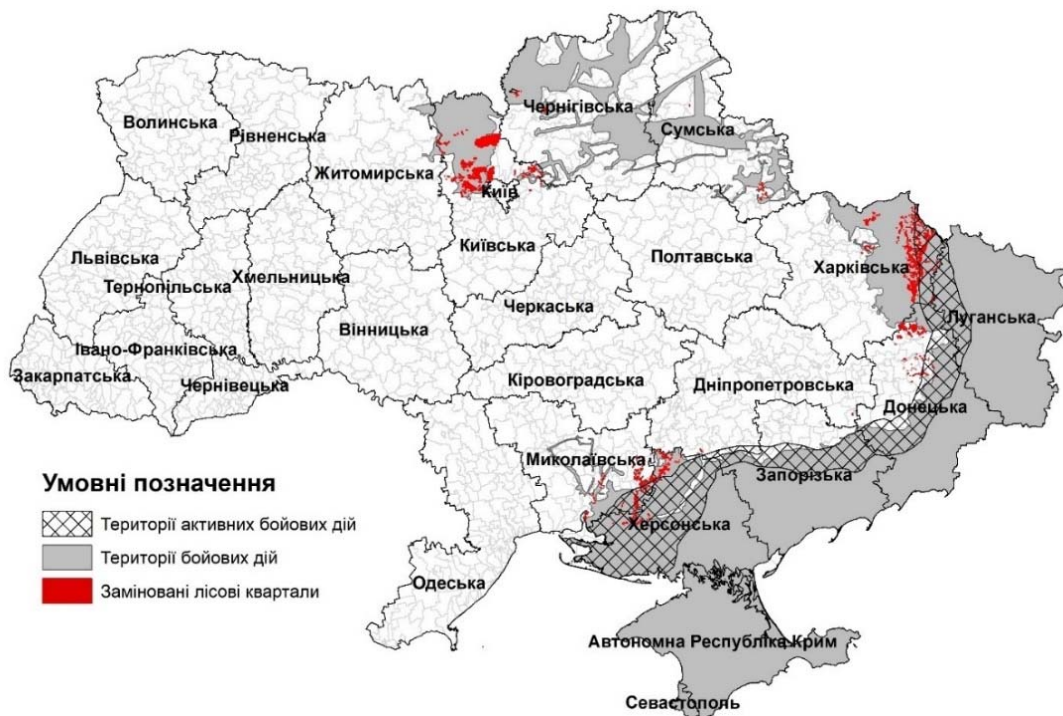 Волинська
Рівненська
Житомирська
Київ
Чернігівська
Сумська
Львівська
Тернопільська
Хмельницька
Київська
Полтавська
Харківська
Луганська
Черкаська
Вінницька
Івано-Франківська
Закарпатська
Чернівецька
Кіровоградська
Дніпропетровська
Донецька
Миколаївська
Запорізька
Херсонська
Одеська
Автономна Республіка Крим
Севастополь
Умовні позначення
Території активних бойових дій
Території бойових дій
Заміновані лісові квартали